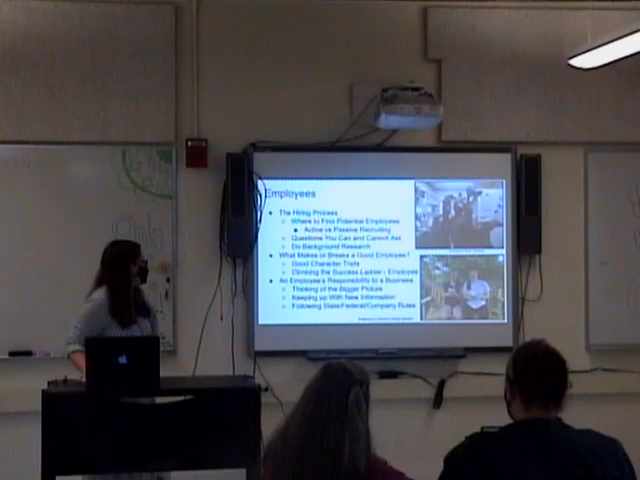 Employees
● The Hiring Process
○ Where to Find Potential Employees
■ Active vs Passive Recruiting
○ Questions You Can and Cannot Ask
○ Do Background Research
● What Makes or Breaks a Good Employee?
○ Good Character Traits
○ Climbing the Success Ladder - Employee
● An Employee's Responsibility to a Business
○ Thinking of the Bigger Picture
○ Keeping up With New Information
○ Following State/Federal/Company Rules
Only